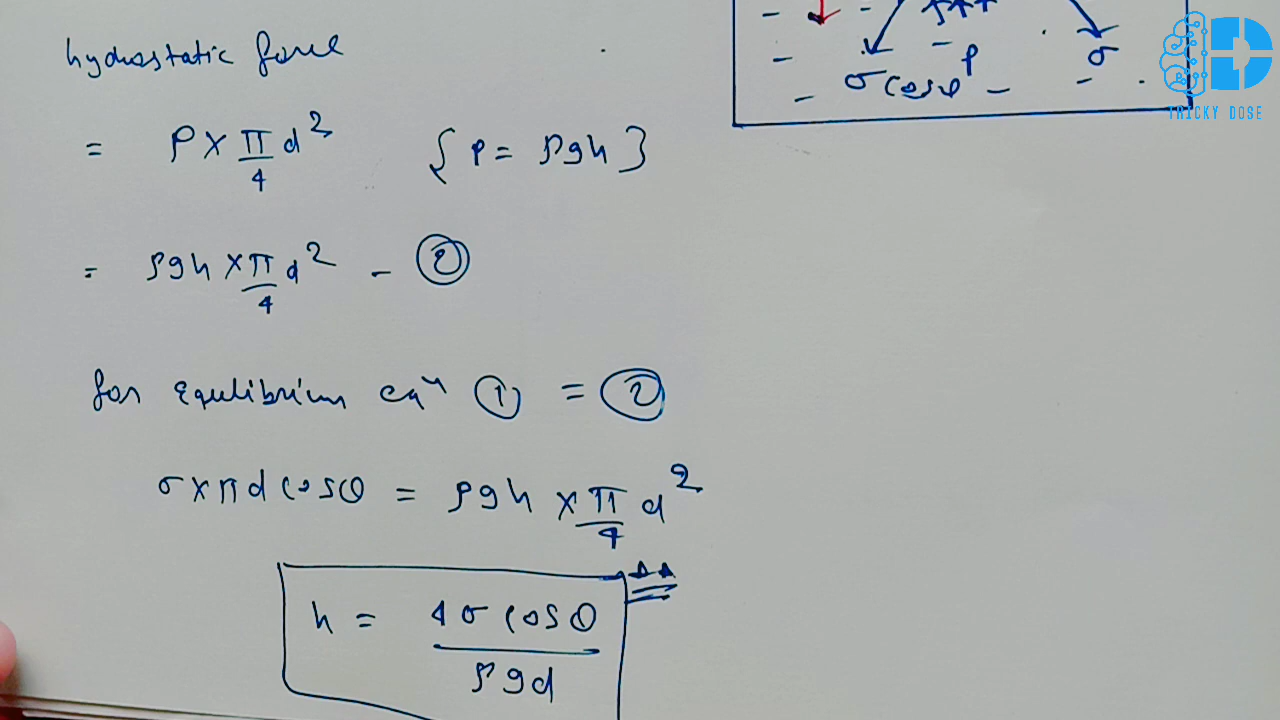 hydrostatic force
= P × π/4 d² { P = ρgh }
= ρgh × π/4 d² – ②
for Equilibrium eqⁿ ① = ②
σ × πd cosθ = ρgh × π/4 d²
h = 4σ cosθ / ρgd
P
σ
σ cosθ
TRICKY DOSE